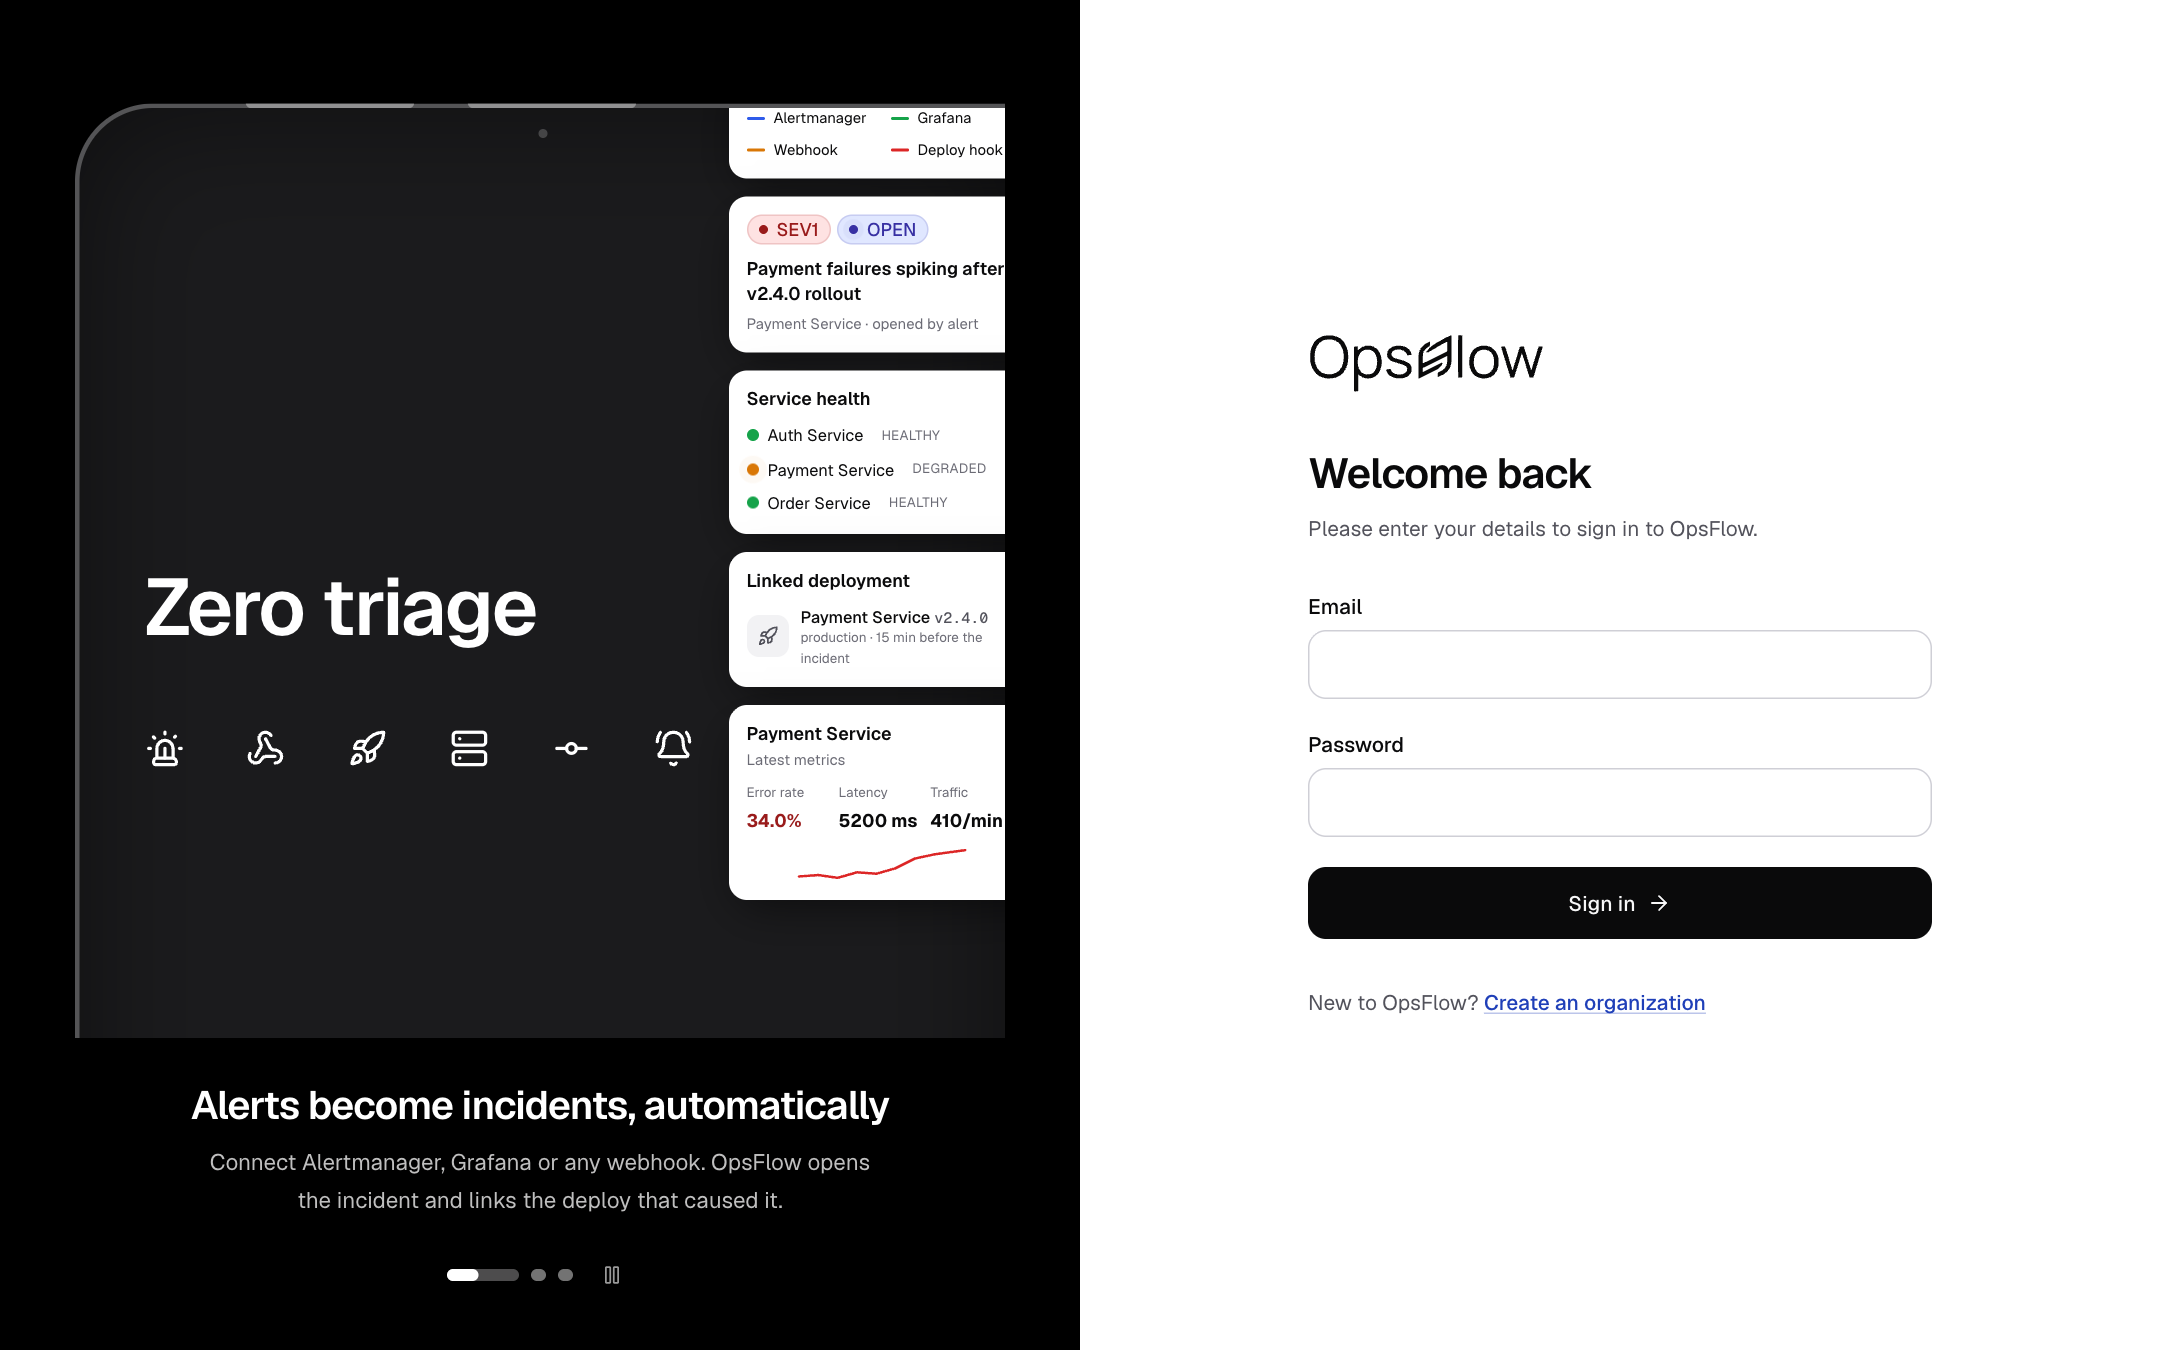 Alertmanager
Grafana
Webhook
Deploy hook
SEV1
OPEN
Payment failures spiking after
v2.4.0 rollout
Payment Service · opened by alert
Service health
Auth Service HEALTHY
Payment Service DEGRADED
Order Service HEALTHY
Linked deployment
Payment Service v2.4.0
production · 15 min before the
incident
Zero triage
Payment Service
Latest metrics
Error rate Latency Traffic
34.0% 5200 ms 410/min
Alerts become incidents, automatically
Connect Alertmanager, Grafana or any webhook. OpsFlow opens
the incident and links the deploy that caused it.
OpsFlow
Welcome back
Please enter your details to sign in to OpsFlow.
Email
Password
Sign in
New to OpsFlow? Create an organization